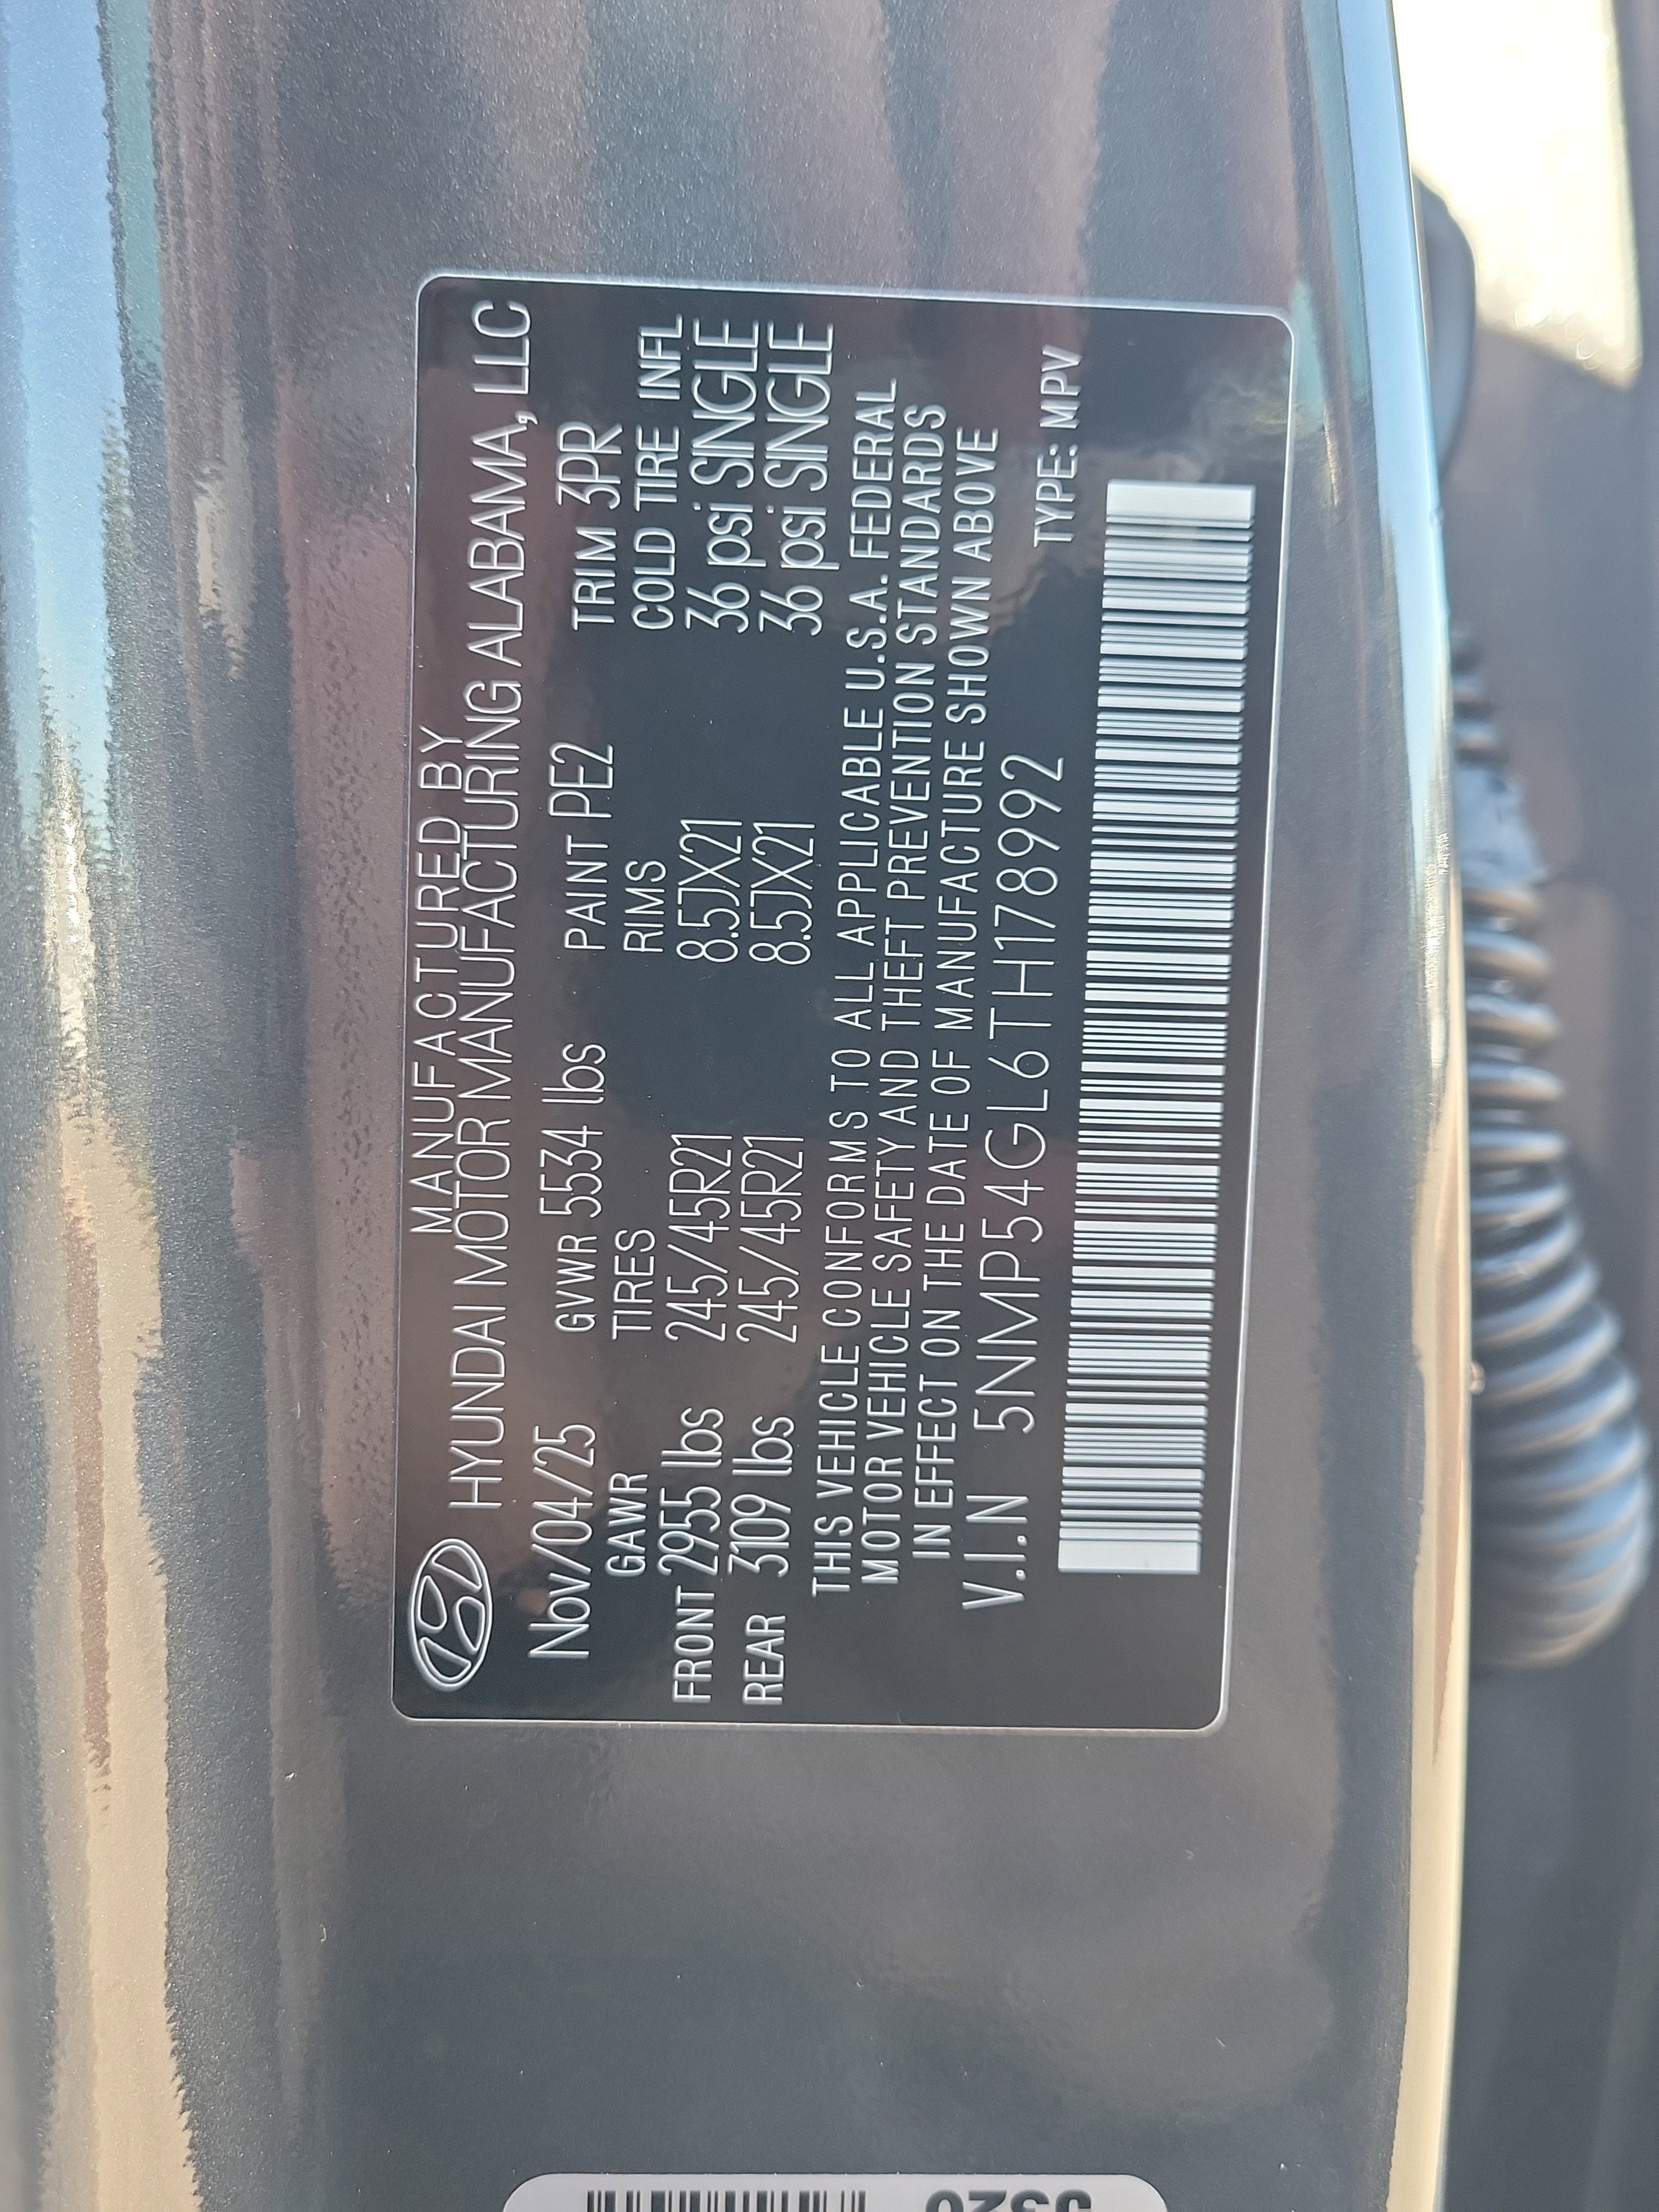 MANUFACTURED BY
HYUNDAI MOTOR MANUFACTURING ALABAMA, LLC
Nov/04/25 GVWR 5534 lbs PAINT PE2 TRIM 3PR
GAWR TIRES RIMS COLD TIRE INFL
FRONT 2955 lbs 245/45R21 8.5JX21 36 psi SINGLE
REAR 3109 lbs 245/45R21 8.5JX21 36 psi SINGLE
THIS VEHICLE CONFORMS TO ALL APPLICABLE U.S.A. FEDERAL
MOTOR VEHICLE SAFETY AND THEFT PREVENTION STANDARDS
IN EFFECT ON THE DATE OF MANUFACTURE SHOWN ABOVE
V.I.N 5NMP54GL6TH178992 TYPE: MPV